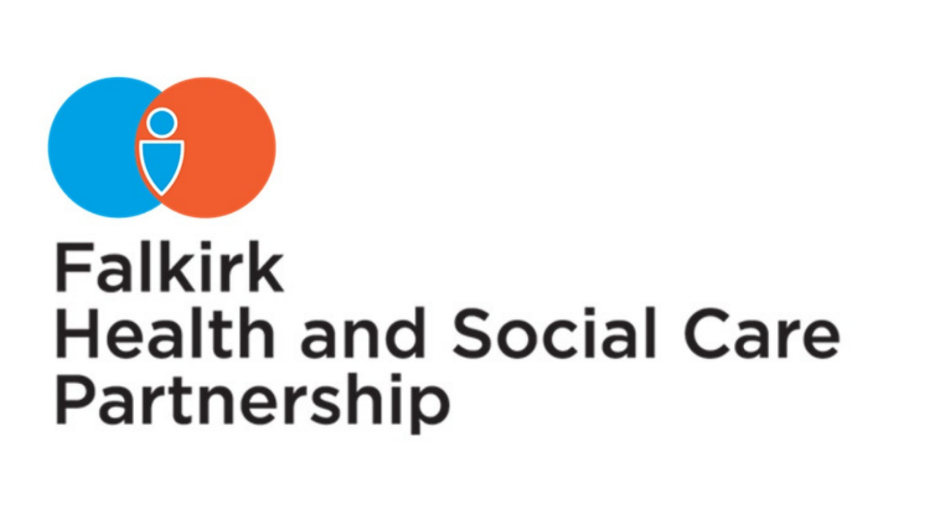 Falkirk
Health and Social Care
Partnership